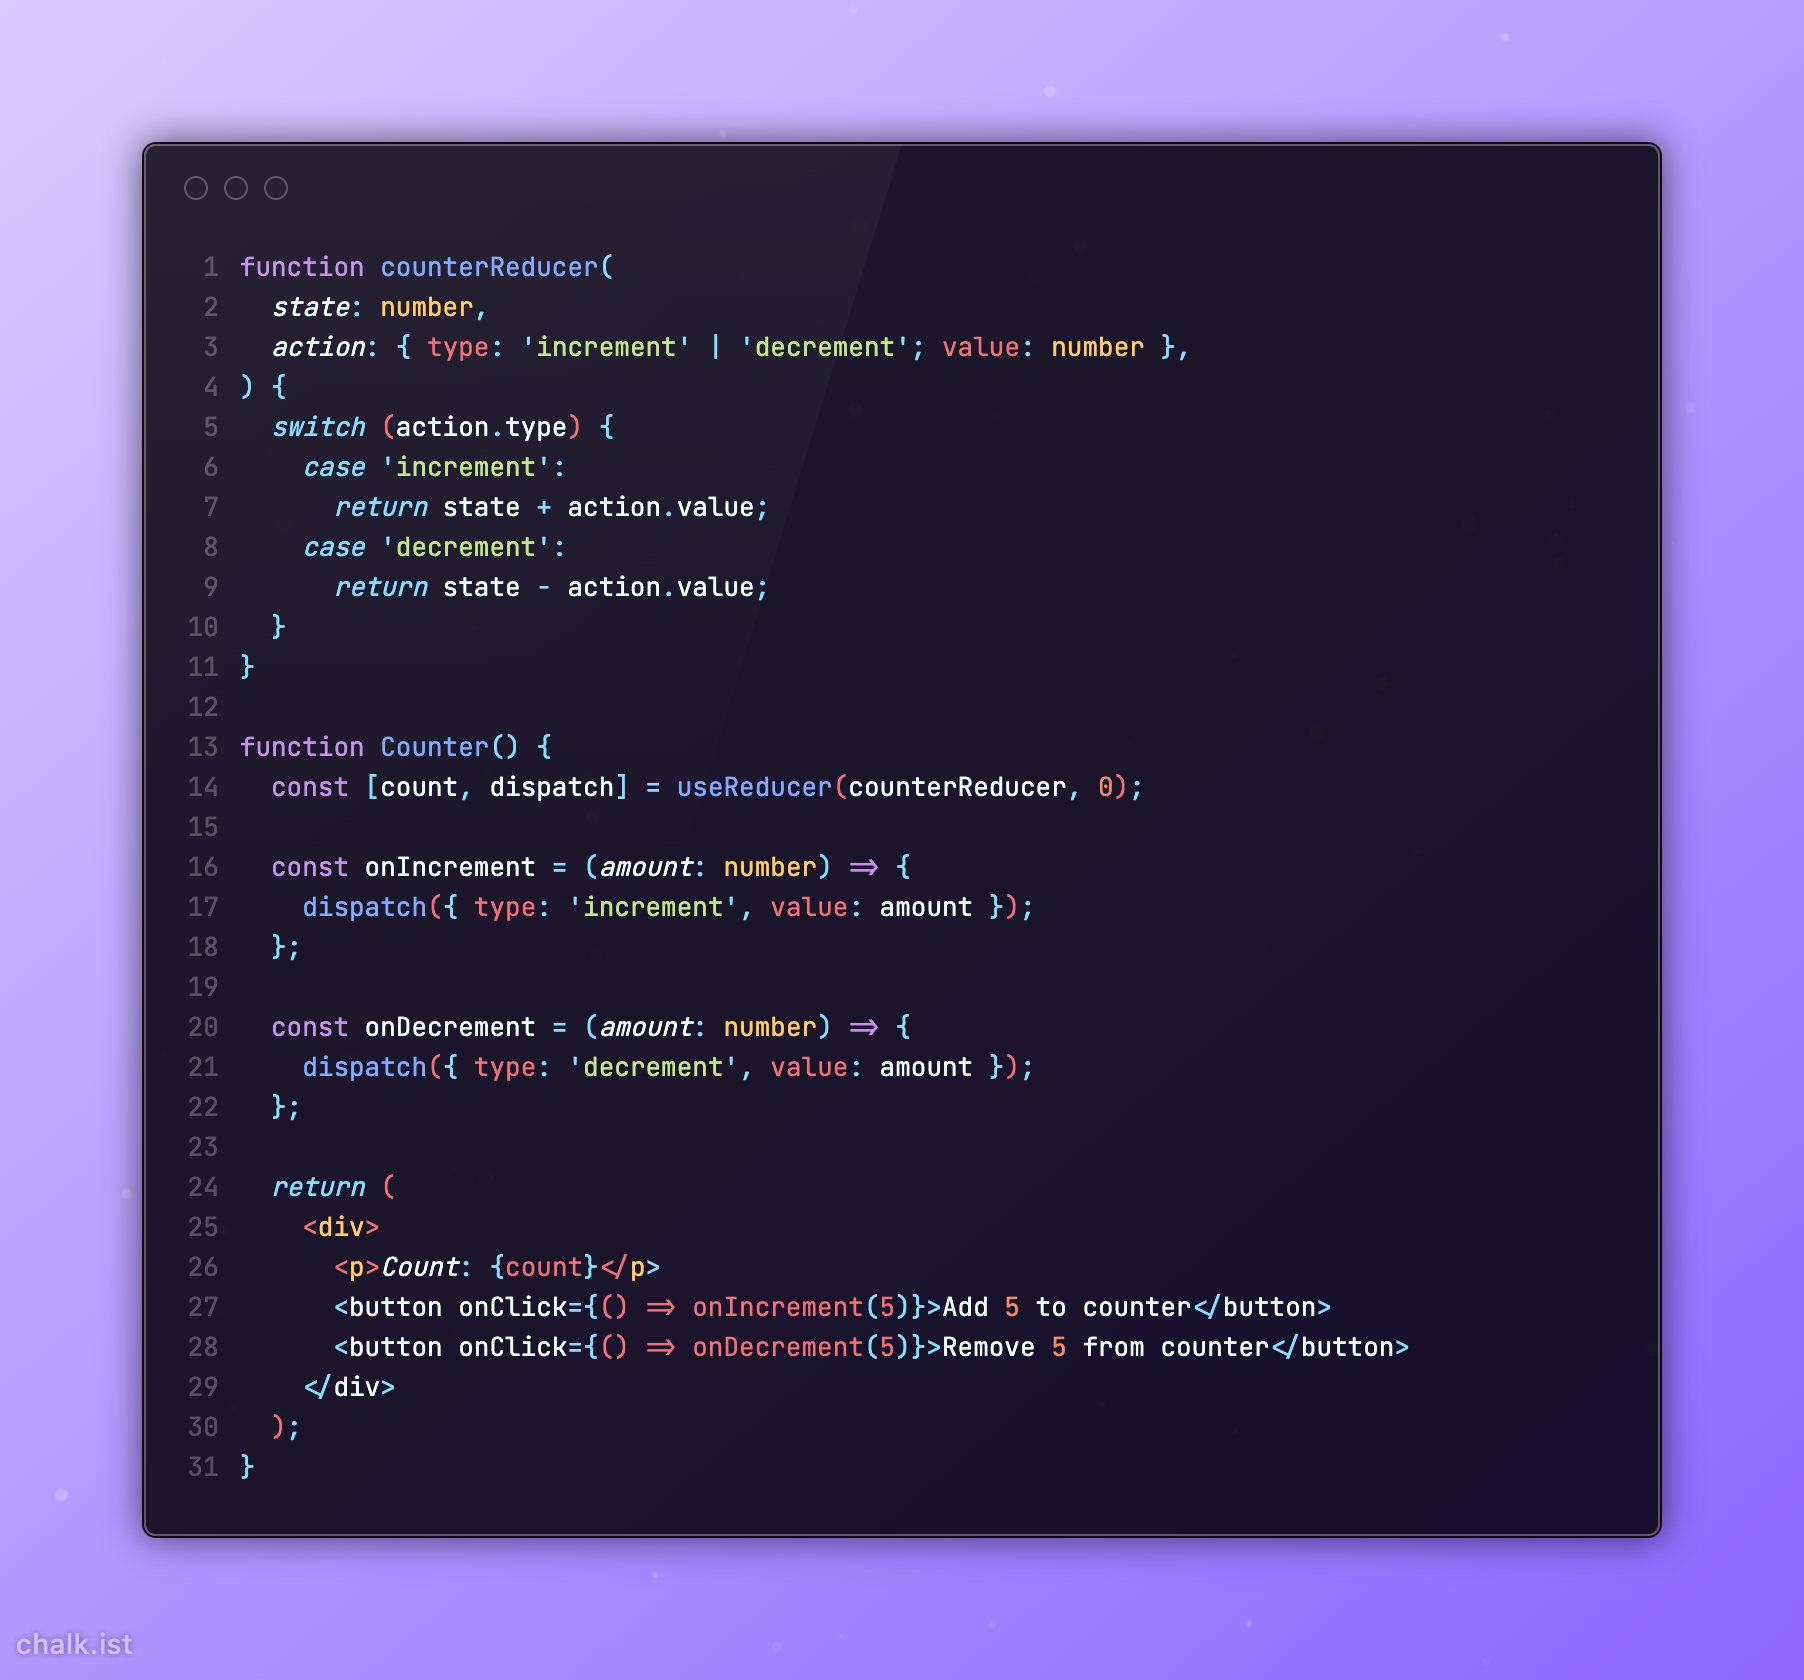 1 function counterReducer(
2   state: number,
3   action: { type: 'increment' | 'decrement'; value: number },
4 ) {
5   switch (action.type) {
6     case 'increment':
7       return state + action.value;
8     case 'decrement':
9       return state - action.value;
10   }
11 }
12
13 function Counter() {
14   const [count, dispatch] = useReducer(counterReducer, 0);
15
16   const onIncrement = (amount: number) => {
17     dispatch({ type: 'increment', value: amount });
18   };
19
20   const onDecrement = (amount: number) => {
21     dispatch({ type: 'decrement', value: amount });
22   };
23
24   return (
25     <div>
26       <p>Count: {count}</p>
27       <button onClick={() => onIncrement(5)}>Add 5 to counter</button>
28       <button onClick={() => onDecrement(5)}>Remove 5 from counter</button>
29     </div>
30   );
31 }
chalk.ist